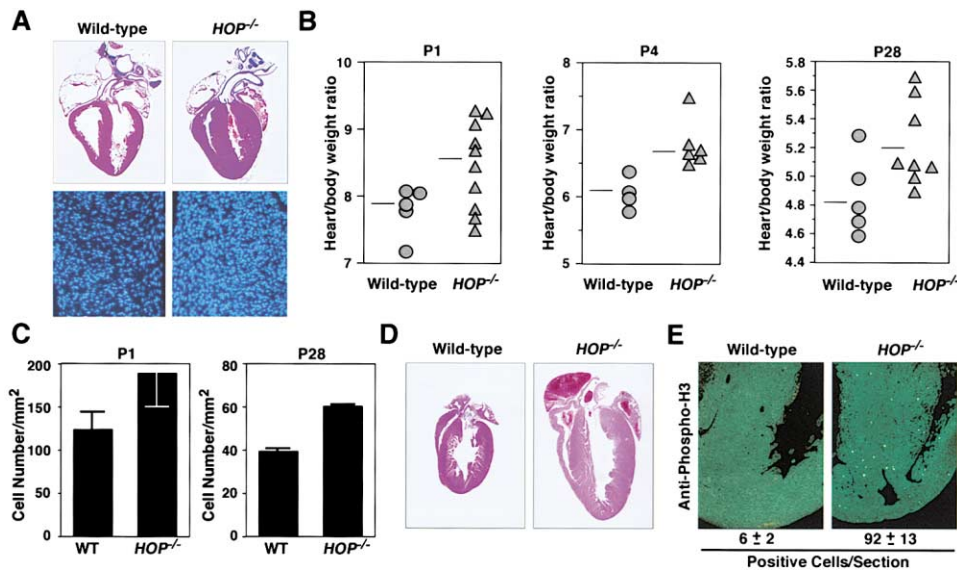 A
Wild-type
HOP-/-
B
P1
Heart/body weight ratio
10
9
8
7
Wild-type
HOP-/-
P4
Heart/body weight ratio
8
7
6
5
Wild-type
HOP-/-
P28
Heart/body weight ratio
5.8
5.6
5.4
5.2
5.0
4.8
4.6
4.4
Wild-type
HOP-/-
C
P1
Cell Number/mm2
200
150
100
50
0
WT
HOP-/-
P28
Cell Number/mm2
80
60
40
20
0
WT
HOP-/-
D
Wild-type
HOP-/-
E
Wild-type
HOP-/-
Anti-Phospho-H3
6 ± 2
92 ± 13
Positive Cells/Section